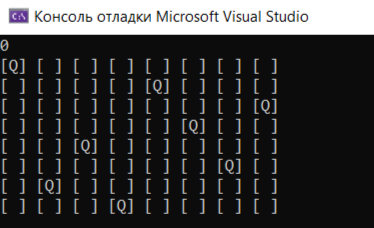 C:\ Консоль отладки Microsoft Visual Studio
0
[Q] [ ] [ ] [ ] [ ] [ ] [ ] [ ]
[ ] [ ] [ ] [ ] [Q] [ ] [ ] [ ]
[ ] [ ] [ ] [ ] [ ] [ ] [ ] [Q]
[ ] [ ] [ ] [ ] [ ] [Q] [ ] [ ]
[ ] [ ] [Q] [ ] [ ] [ ] [ ] [ ]
[ ] [ ] [ ] [ ] [ ] [ ] [Q] [ ]
[ ] [Q] [ ] [ ] [ ] [ ] [ ] [ ]
[ ] [ ] [ ] [Q] [ ] [ ] [ ] [ ]